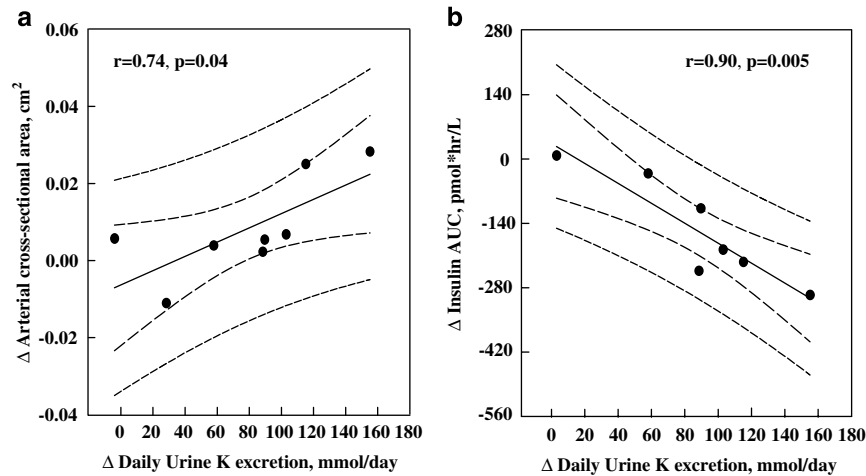 a
Δ Arterial cross-sectional area, cm²
0.06
0.04
0.02
0.00
-0.02
-0.04
r=0.74, p=0.04
0 20 40 60 80 100 120 140 160 180
Δ Daily Urine K excretion, mmol/day
b
Δ Insulin AUC, pmol*hr/L
280
140
0
-140
-280
-420
-560
r=0.90, p=0.005
0 20 40 60 80 100 120 140 160 180
Δ Daily Urine K excretion, mmol/day